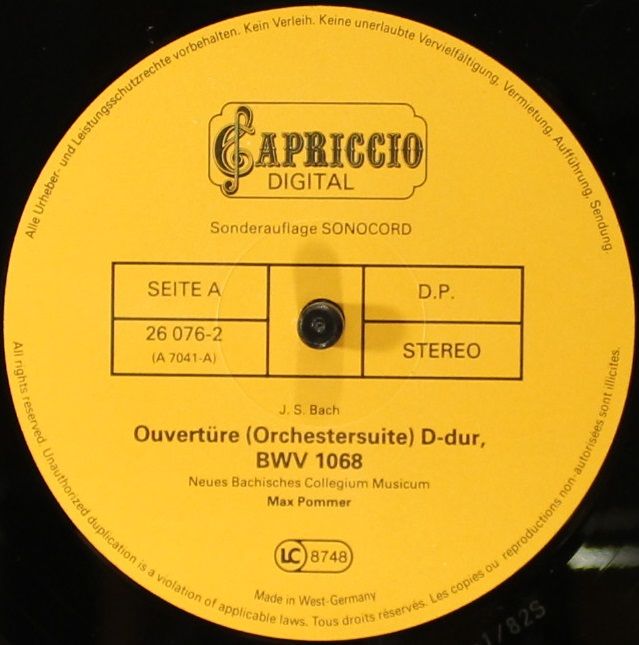 Alle Urheber- und Leistungsschutzrechte vorbehalten. Kein Verleih. Keine unerlaubte Vervielfältigung, Vermietung, Aufführung, Sendung.
CAPRICCIO
DIGITAL
Sonderauflage SONOCORD
SEITE A
D.P.
26 076-2
(A 7041-A)
STEREO
J. S. Bach
Ouvertüre (Orchestersuite) D-dur,
BWV 1068
Neues Bachisches Collegium Musicum
Max Pommer
LC 8748
Made in West-Germany
All rights reserved. Unauthorized duplication is a violation of applicable laws. Tous droits réservés. Les copies ou reproductions non-autorisées sont illicites.